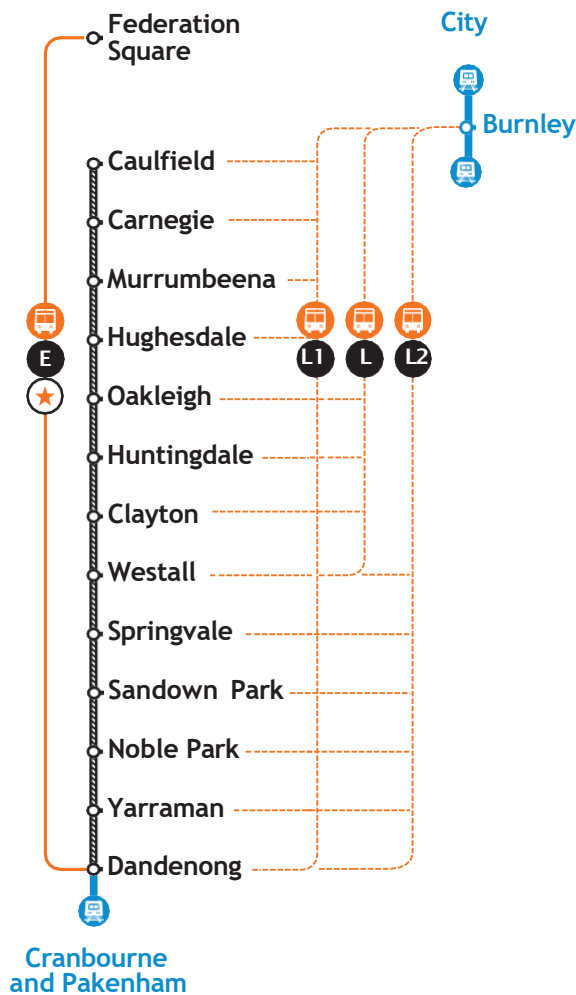 Federation
Square
City
Burnley
Caulfield
Carnegie
Murrumbeena
Hughesdale
E
L1
L
L2
Oakleigh
Huntingdale
Clayton
Westall
Springvale
Sandown Park
Noble Park
Yarraman
Dandenong
Cranbourne
and Pakenham